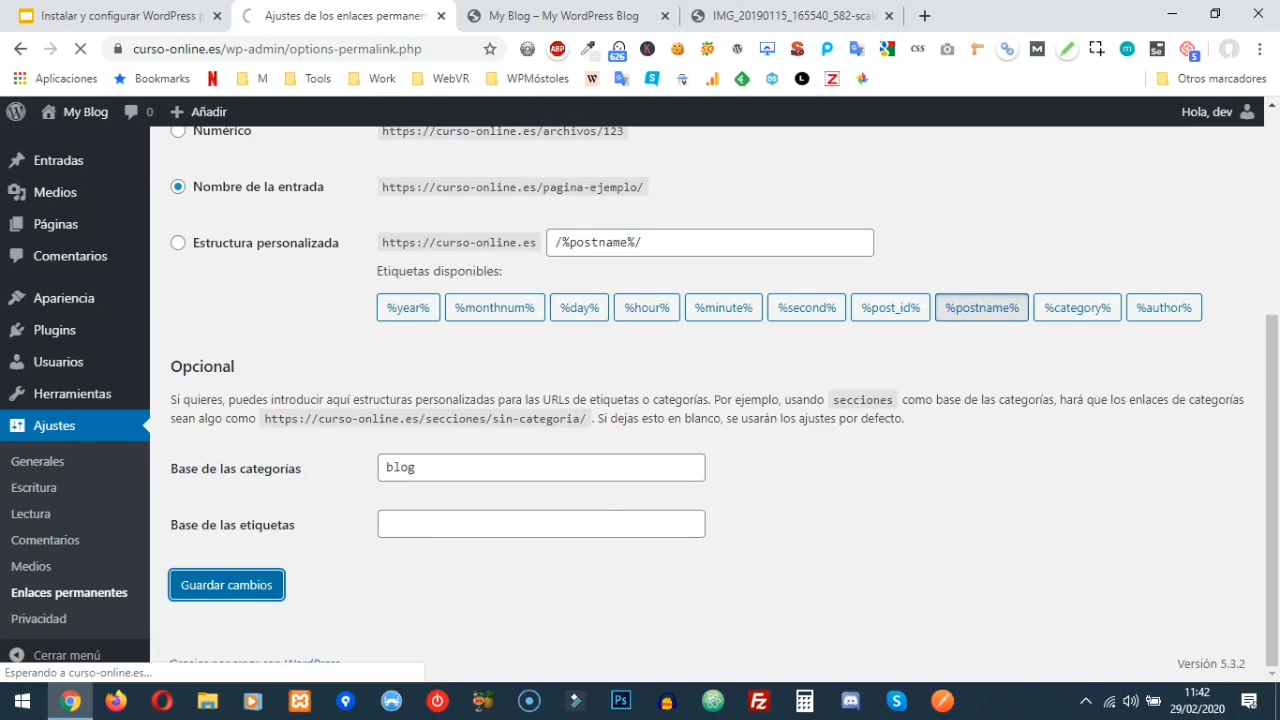 Instalar y configurar WordPress p
Ajustes de los enlaces permanen
My Blog – My WordPress Blog
IMG_20190115_165540_582-scal
curso-online.es/wp-admin/options-permalink.php
Aplicaciones
Bookmarks
M
Tools
Work
WebVR
WPMóstoles
Otros marcadores
My Blog
0
Añadir
Hola, dev
Entradas
Medios
Páginas
Comentarios
Apariencia
Plugins
Usuarios
Herramientas
Ajustes
Generales
Escritura
Lectura
Comentarios
Medios
Enlaces permanentes
Privacidad
Cerrar menú
Numérico
https://curso-online.es/archivos/123
Nombre de la entrada
https://curso-online.es/pagina-ejemplo/
Estructura personalizada
https://curso-online.es
/%postname%/
Etiquetas disponibles:
%year% %monthnum% %day% %hour% %minute% %second% %post_id% %postname% %category% %author%
Opcional
Si quieres, puedes introducir aquí estructuras personalizadas para las URLs de etiquetas o categorías. Por ejemplo, usando secciones como base de las categorías, hará que los enlaces de categorías
sean algo como https://curso-online.es/secciones/sin-categoria/ . Si dejas esto en blanco, se usarán los ajustes por defecto.
Base de las categorías
blog
Base de las etiquetas
Guardar cambios
WordPress
Versión 5.3.2
Esperando a curso-online.es...
11:42
29/02/2020